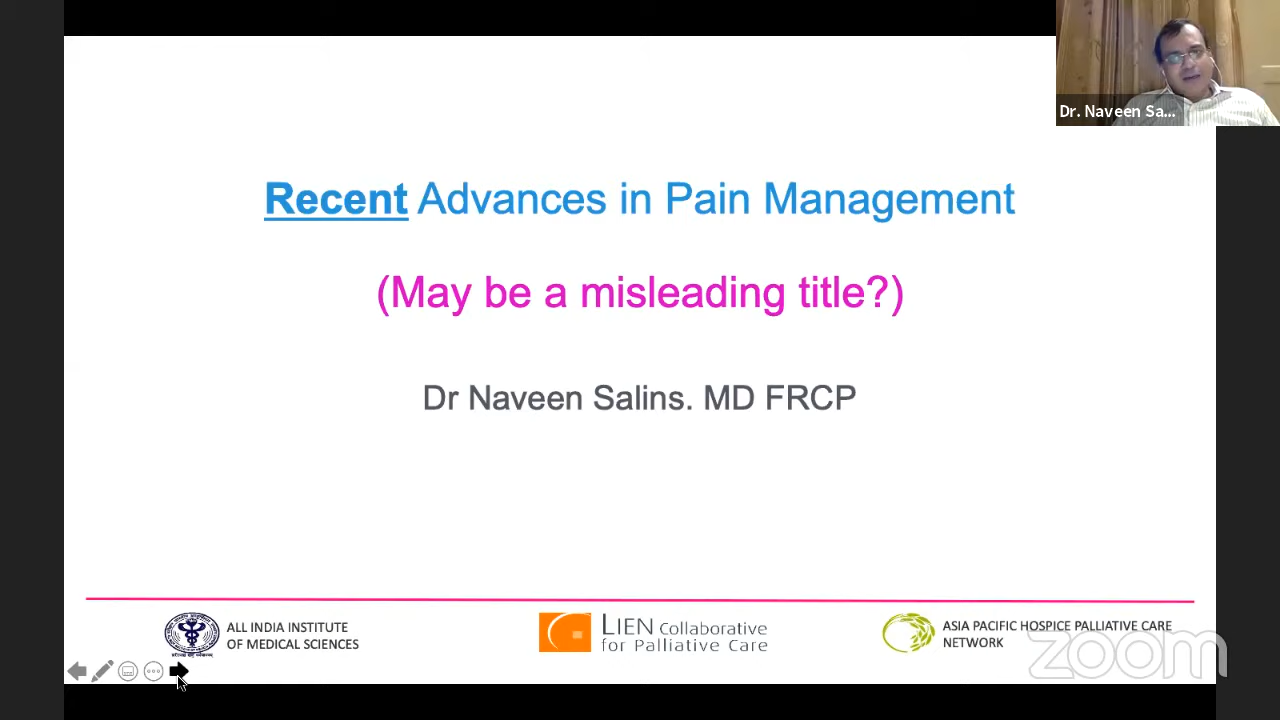 Dr. Naveen Sa...
Recent Advances in Pain Management
(May be a misleading title?)
Dr Naveen Salins. MD FRCP
ALL INDIA INSTITUTE
OF MEDICAL SCIENCES
LIEN Collaborative
for Palliative Care
ASIA PACIFIC HOSPICE PALLIATIVE CARE
NETWORK
zoom